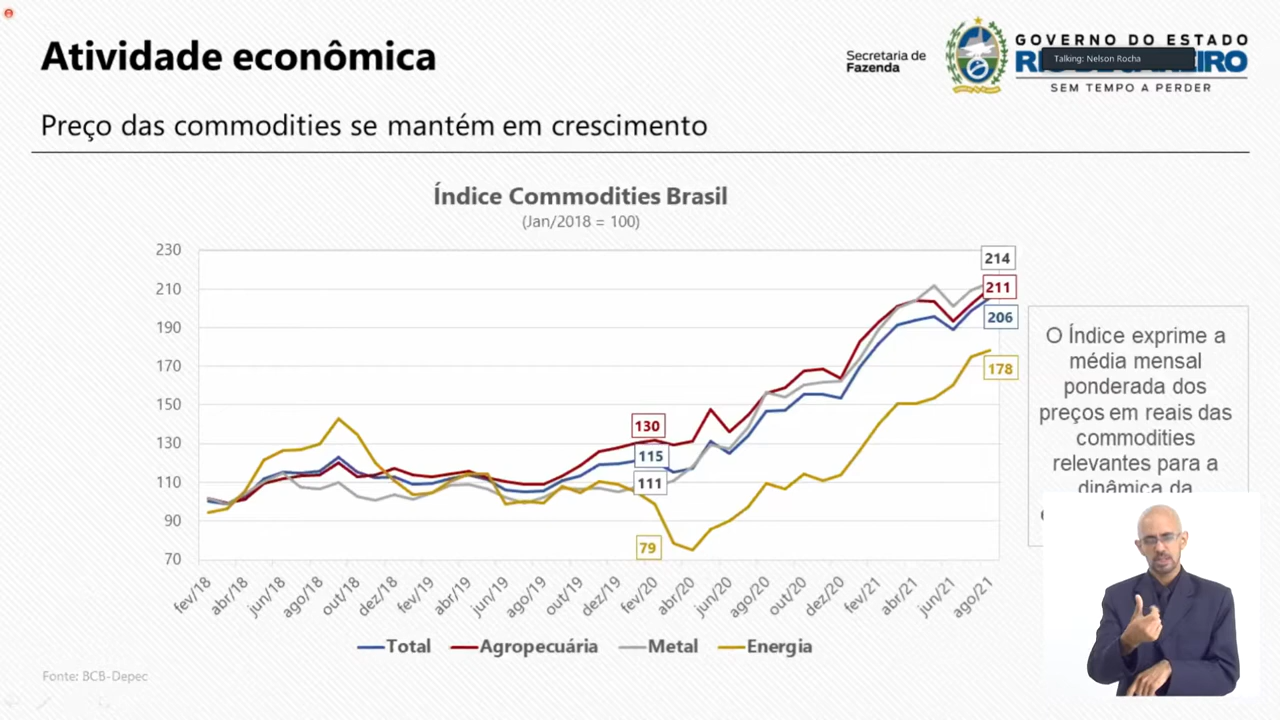 Atividade econômica
Secretaria de
Fazenda
GOVERNO DO ESTADO
Talking: Nelson Rocha
SEM TEMPO A PERDER
Preço das commodities se mantém em crescimento
Índice Commodities Brasil
(Jan/2018 = 100)
230
210
190
170
150
130
110
90
70
214
211
206
178
130
115
111
79
fev/18
abr/18
jun/18
ago/18
out/18
dez/18
fev/19
abr/19
jun/19
ago/19
out/19
dez/19
fev/20
abr/20
jun/20
ago/20
out/20
dez/20
fev/21
abr/21
jun/21
ago/21
Total
Agropecuária
Metal
Energia
O Índice exprime a
média mensal
ponderada dos
preços em reais das
commodities
relevantes para a
dinâmica da
Fonte: BCB-Depec